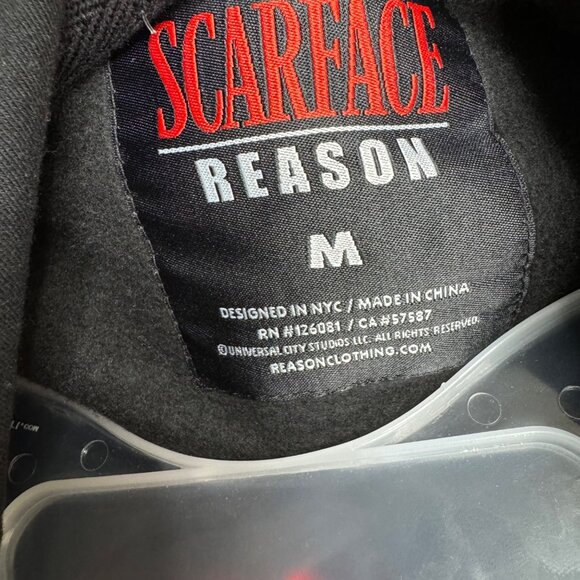 SCARFACE
REASON
M
DESIGNED IN NYC / MADE IN CHINA
RN #126081 / CA #57587
©UNIVERSAL CITY STUDIOS LLC. ALL RIGHTS RESERVED.
REASONCLOTHING.COM